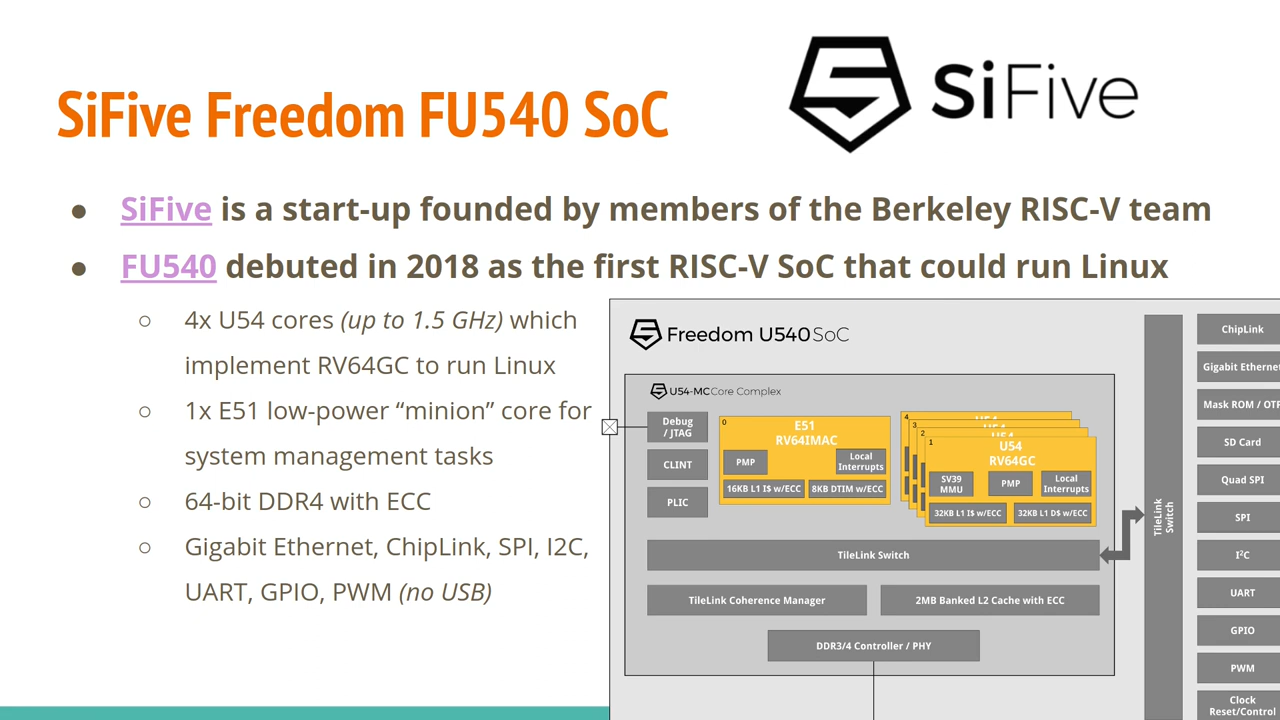 SiFive
SiFive Freedom FU540 SoC
● SiFive is a start-up founded by members of the Berkeley RISC-V team
● FU540 debuted in 2018 as the first RISC-V SoC that could run Linux
○ 4x U54 cores (up to 1.5 GHz) which
implement RV64GC to run Linux
○ 1x E51 low-power “minion” core for
system management tasks
○ 64-bit DDR4 with ECC
○ Gigabit Ethernet, ChipLink, SPI, I2C,
UART, GPIO, PWM (no USB)
Freedom U540 SoC
U54-MC Core Complex
Debug
/ JTAG
CLINT
PLIC
0
E51
RV64IMAC
PMP
Local
Interrupts
16KB L1 I$ w/ECC
8KB DTIM w/ECC
4
3
2
1
U54
RV64GC
SV39
MMU
PMP
Local
Interrupts
32KB L1 I$ w/ECC
32KB L1 D$ w/ECC
TileLink Switch
TileLink Coherence Manager
2MB Banked L2 Cache with ECC
DDR3/4 Controller / PHY
TileLink
Switch
ChipLink
Gigabit Ethernet
Mask ROM / OTP
SD Card
Quad SPI
SPI
I²C
UART
GPIO
PWM
Clock
Reset/Control